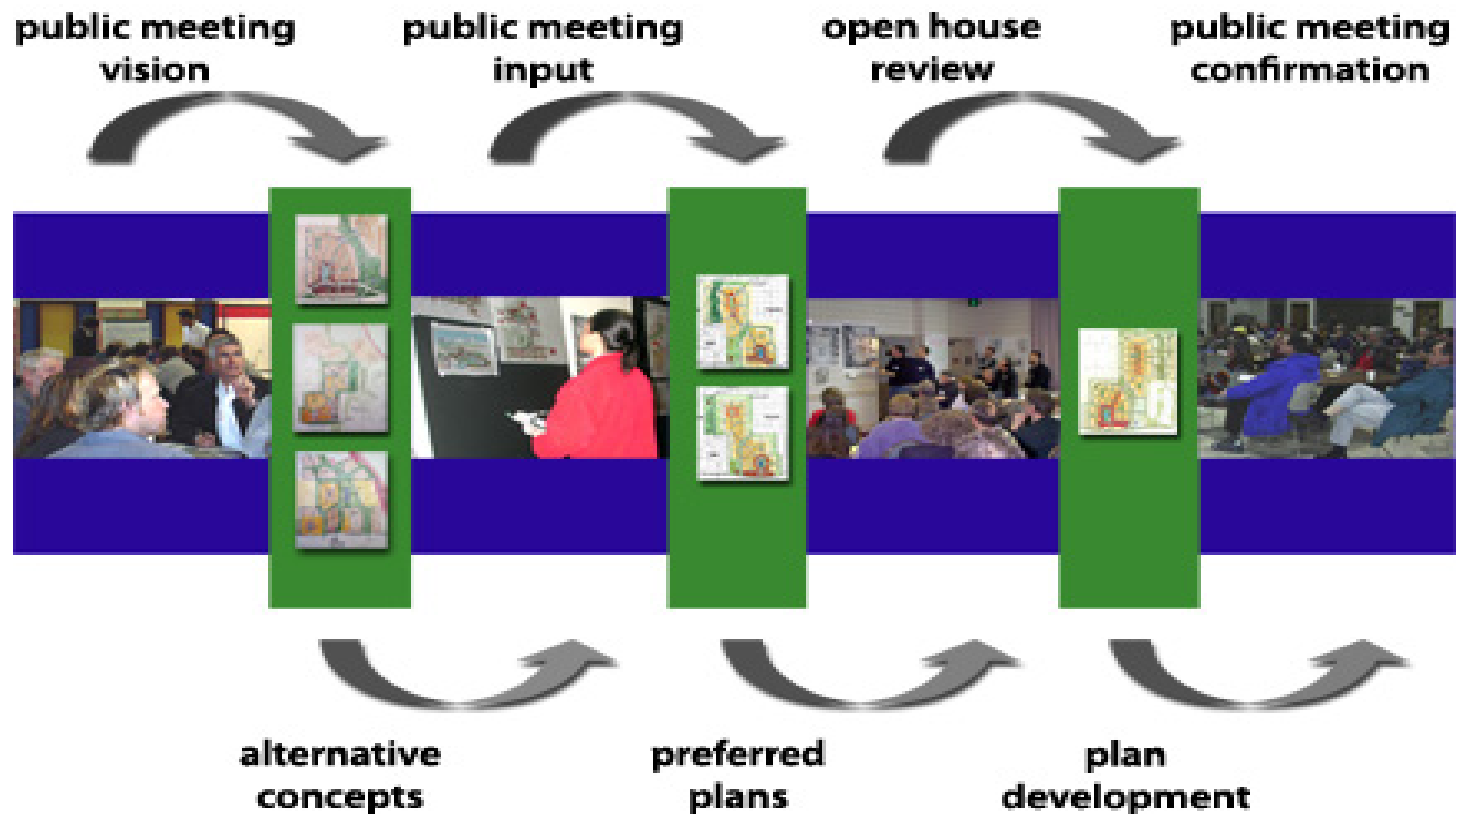 public meeting
vision
public meeting
input
open house
review
public meeting
confirmation
alternative
concepts
preferred
plans
plan
development